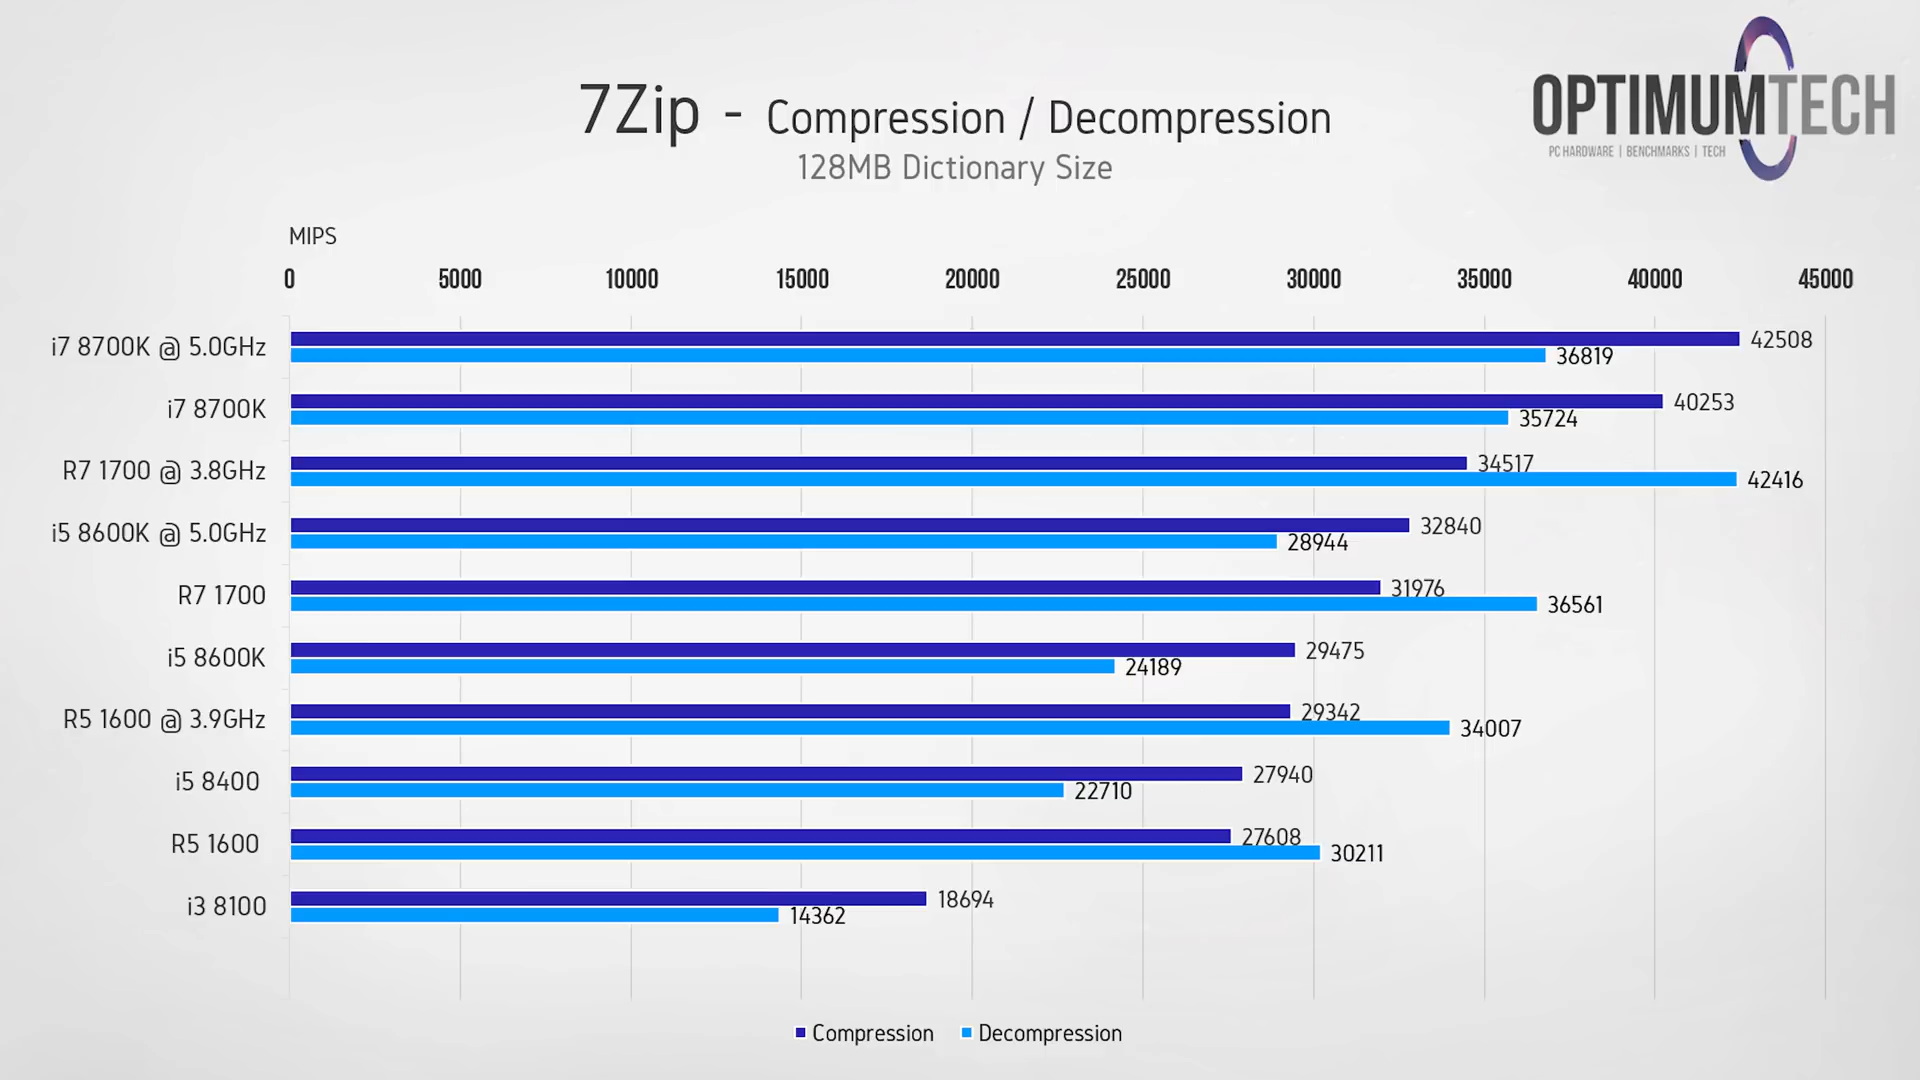 7Zip - Compression / Decompression
128MB Dictionary Size
OPTIMUMTECH
PC HARDWARE | BENCHMARKS | TECH
MIPS
0 5000 10000 15000 20000 25000 30000 35000 40000 45000
i7 8700K @ 5.0GHz 42508
36819
i7 8700K 40253
35724
R7 1700 @ 3.8GHz 34517
42416
i5 8600K @ 5.0GHz 32840
28944
R7 1700 31976
36561
i5 8600K 29475
24189
R5 1600 @ 3.9GHz 29342
34007
i5 8400 27940
22710
R5 1600 27608
30211
i3 8100 18694
14362
Compression Decompression